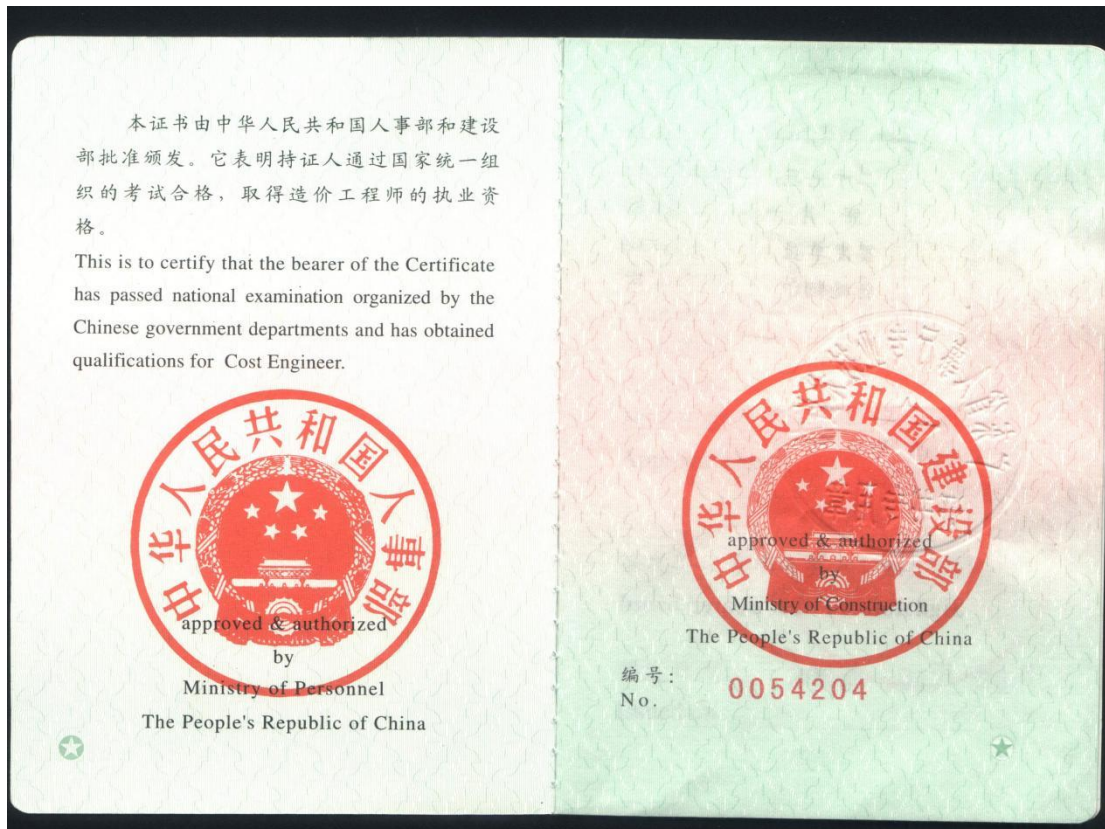 本证书由中华人民共和国人事部和建设
部批准颁发。它表明持证人通过国家统一组
织的考试合格，取得造价工程师的执业资
格。
This is to certify that the bearer of the Certificate
has passed national examination organized by the
Chinese government departments and has obtained
qualifications for Cost Engineer.
中华人民共和国人事部
approved & authorized
by
Ministry of Personnel
The People's Republic of China
中华人民共和国建设部
approved & authorized
by
Ministry of Construction
The People's Republic of China
编号:
No. 0054204